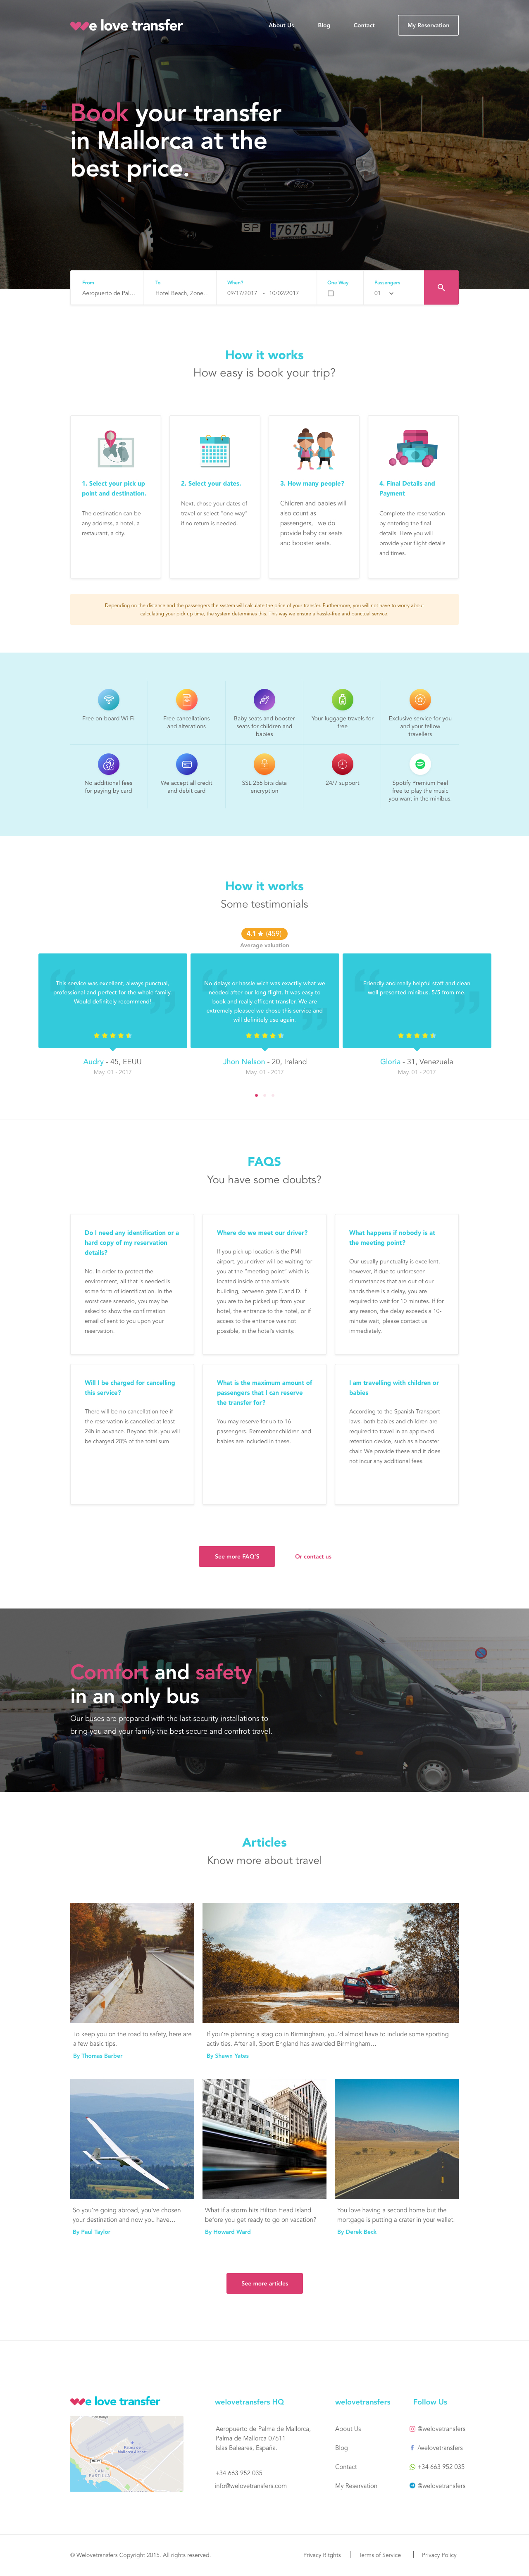 we love transfer
About Us
Blog
Contact
My Reservation
Book your transfer
in Mallorca at the
best price.
SP 7676 JJJ
From
To
When?
One Way
Passengers
Aeropuerto de Pal...
Hotel Beach, Zone...
09/17/2017 - 10/02/2017
01
How it works
How easy is book your trip?
1. Select your pick up
point and destination.
The destination can be
any address, a hotel, a
restaurant, a city.
2. Select your dates.
Next, chose your dates of
travel or select "one way"
if no return is needed.
3. How many people?
Children and babies will
also count as
passengers, we do
provide baby car seats
and booster seats.
4. Final Details and
Payment
Complete the reservation
by entering the final
details. Here you will
provide your flight details
and times.
Depending on the distance and the passengers the system will calculate the price of your transfer. Furthermore, you will not have to worry about
calculating your pick up time, the system determines this. This way we ensure a hassle-free and punctual service.
Free on-board Wi-Fi
Free cancellations
and alterations
Baby seats and booster
seats for children and
babies
Your luggage travels for
free
Exclusive service for you
and your fellow
travellers
No additional fees
for paying by card
We accept all credit
and debit card
SSL 256 bits data
encryption
24/7 support
Spotify Premium Feel
free to play the music
you want in the minibus.
How it works
Some testimonials
4.1 ★ (459)
Average valuation
This service was excellent, always punctual,
professional and perfect for the whole family.
Would definitely recommend!
Audry - 45, EEUU
May. 31 - 2017
No delays or hassle wich was exactly what we
needed after our long flight. It was easy to
book and really efficent transfer. We are
extremely pleased we chose this service and
will definitely use again.
Jhon Nelson - 20, Ireland
May. 31 - 2017
Friendly and really helpful staff and clean
well presented minibus. 5/5 from me.
Gloria - 31, Venezuela
May. 31 - 2017
FAQS
You have some doubts?
Do I need any identification or a
hard copy of my reservation
details?
No. In order to protect the
environment, all that is needed is
some form of identification. In the
worst case scenario, you may be
asked to show the confirmation
email of sent to you upon your
reservation.
Where do we meet our driver?
If you pick up location is the PMI
airport, your driver will be waiting for
you at the "meeting point" which is
located inside of the arrivals
building, between gate C and D. If
you are to be picked up from your
hotel, the entrance to the hotel, or if
access to the entrance was not
possible, in the hotel's vicinity.
What happens if nobody is at
the meeting point?
Our usually punctuality is excellent,
however, if due to unforeseen
circumstances that are out of our
hands there is a delay, you are
required to wait for 10 minutes. If for
any reason, the delay exceeds a 10-
minute wait, please contact us
immediately.
Will I be charged for cancelling
this service?
There will be no cancellation fee if
the reservation is cancelled at least
24h in advance. Beyond this, you will
be charged 20% of the total sum
What is the maximum amount of
passengers that I can reserve
the transfer for?
You may reserve for up to 16
passengers. Remember children and
babies are included in these.
I am travelling with children or
babies
According to the Spanish Transport
laws, both babies and children are
required to travel in an approved
retention device, such as a booster
chair. We provide these and it does
not incur any additional fees.
See more FAQ'S
Or contact us
Comfort and safety
in an only bus
Our buses are prepared with the last security installations to
bring you and your family the best secure and comfrot travel.
Articles
Know more about travel
To keep you on the road to safety, here are
a few basic tips.
By Thomas Barber
If you're planning a stag do in Birmingham, you'd almost have to include some sporting
activities. After all, Sport England has awarded Birmingham...
By Shawn Yates
So you're going abroad, you've chosen
your destination and now you have...
By Paul Taylor
What if a storm hits Hilton Head Island
before you get ready to go on vacation?
By Howard Ward
You love having a second home but the
mortgage is putting a crater in your wallet.
By Derek Beck
See more articles
we love transfer
Palma de
Mallorca Airport
CAN
PASTILLA
welovetransfers HQ
Aeropuerto de Palma de Mallorca,
Palma de Mallorca 07611
Islas Baleares, España.
+34 663 952 035
info@welovetransfers.com
welovetransfers
About Us
Blog
Contact
My Reservation
Follow Us
@welovetransfers
/welovetransfers
+34 663 952 035
@welovetransfers
© Welovetransfers Copyright 2015. All rights reserved.
Privacy Ritghts | Terms of Service | Privacy Policy